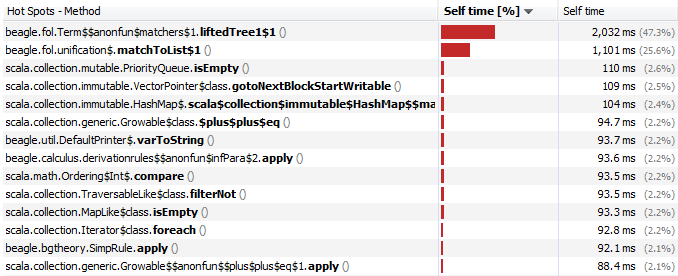 Hot Spots - Method Self time [%] Self time
beagle.fol.Term$$anonfun$matchers$1.liftedTree1$1 () 2,032 ms (47.3%)
beagle.fol.unification$.matchToList$1 () 1,101 ms (25.6%)
scala.collection.mutable.PriorityQueue.isEmpty () 110 ms (2.6%)
scala.collection.immutable.VectorPointer$class.gotoNextBlockStartWritable () 109 ms (2.5%)
scala.collection.immutable.HashMap$.scala$collection$immutable$HashMap$$ma 104 ms (2.4%)
scala.collection.generic.Growable$class.$plus$plus$eq () 94.7 ms (2.2%)
beagle.util.DefaultPrinter$.varToString () 93.7 ms (2.2%)
beagle.calculus.derivationrules$$anonfun$infPara$2.apply () 93.6 ms (2.2%)
scala.math.Ordering$Int$.compare () 93.5 ms (2.2%)
scala.collection.TraversableLike$class.filterNot () 93.5 ms (2.2%)
scala.collection.MapLike$class.isEmpty () 93.3 ms (2.2%)
scala.collection.Iterator$class.foreach () 92.8 ms (2.2%)
beagle.bgtheory.SimpRule.apply () 92.1 ms (2.1%)
scala.collection.generic.Growable$$anonfun$$plus$plus$eq$1.apply () 88.4 ms (2.1%)